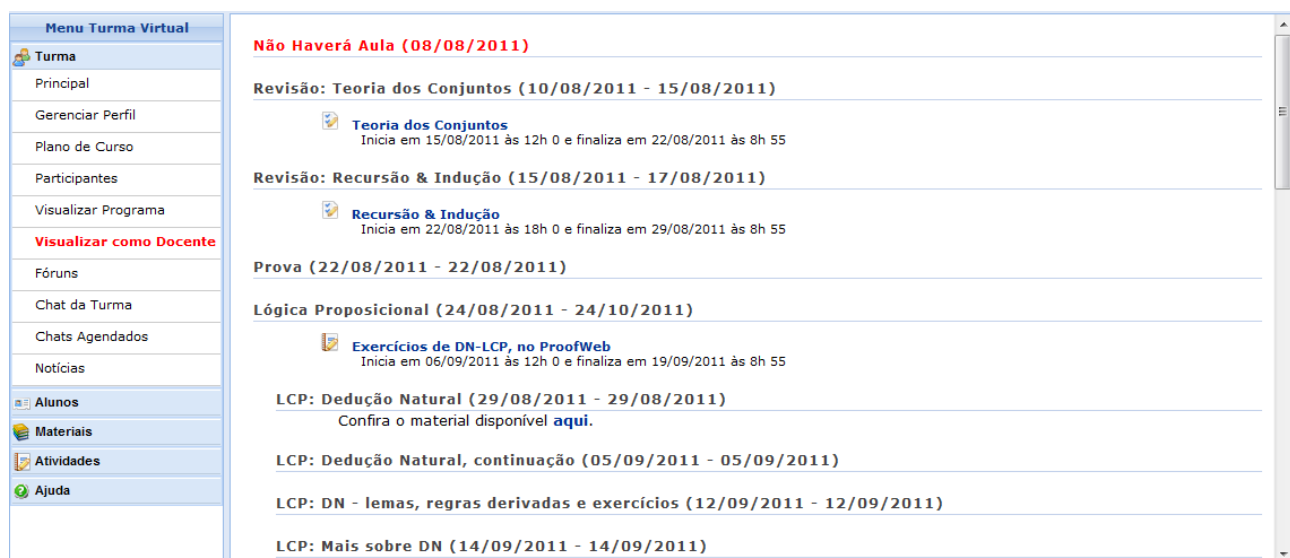 Menu Turma Virtual
Turma
Principal
Gerenciar Perfil
Plano de Curso
Participantes
Visualizar Programa
Visualizar como Docente
Fóruns
Chat da Turma
Chats Agendados
Notícias
Alunos
Materiais
Atividades
Ajuda
Não Haverá Aula (08/08/2011)
Revisão: Teoria dos Conjuntos (10/08/2011 - 15/08/2011)
Teoria dos Conjuntos
Inicia em 15/08/2011 às 12h 0 e finaliza em 22/08/2011 às 8h 55
Revisão: Recursão & Indução (15/08/2011 - 17/08/2011)
Recursão & Indução
Inicia em 22/08/2011 às 18h 0 e finaliza em 29/08/2011 às 8h 55
Prova (22/08/2011 - 22/08/2011)
Lógica Proposicional (24/08/2011 - 24/10/2011)
Exercícios de DN-LCP, no ProofWeb
Inicia em 06/09/2011 às 12h 0 e finaliza em 19/09/2011 às 8h 55
LCP: Dedução Natural (29/08/2011 - 29/08/2011)
Confira o material disponível aqui.
LCP: Dedução Natural, continuação (05/09/2011 - 05/09/2011)
LCP: DN - lemas, regras derivadas e exercícios (12/09/2011 - 12/09/2011)
LCP: Mais sobre DN (14/09/2011 - 14/09/2011)